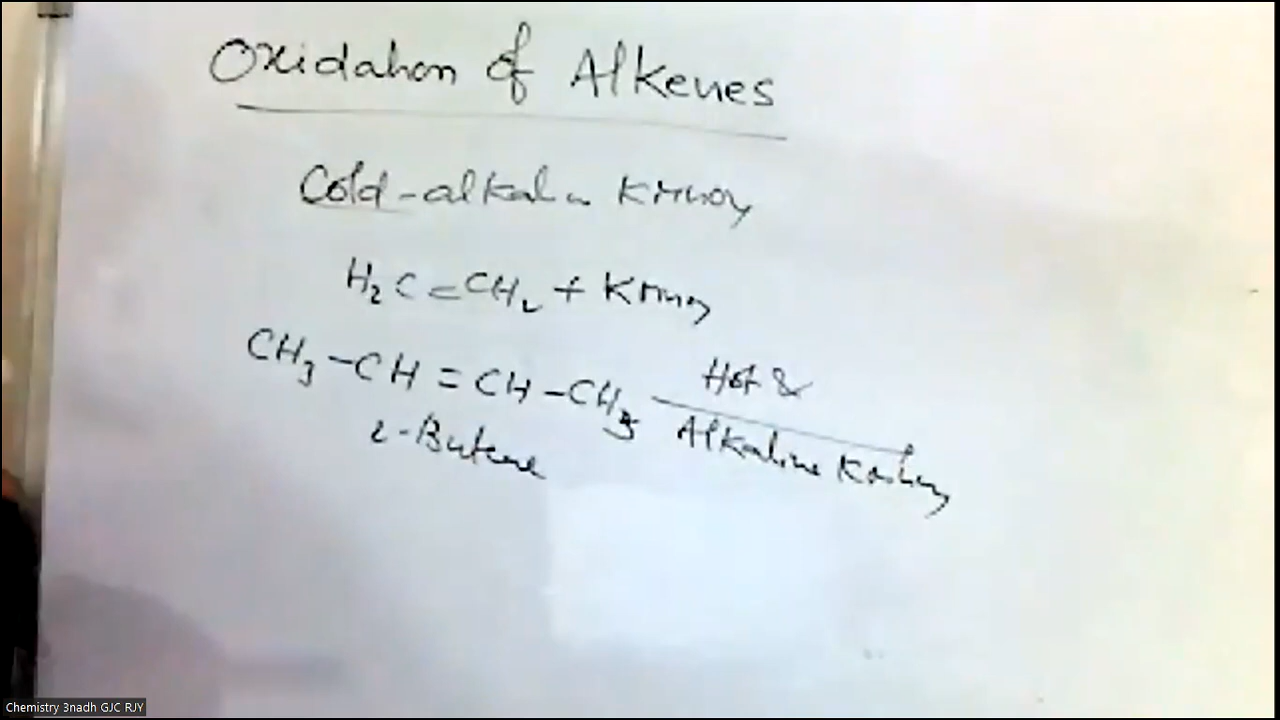 Oxidation of Alkenes
Cold-alkalin KMnO4
H2C=CH2 + KMnO4
CH3-CH=CH-CH3 Hot &
2-Butene Alkaline KMnO4
Chemistry 3nadh GJC RJY